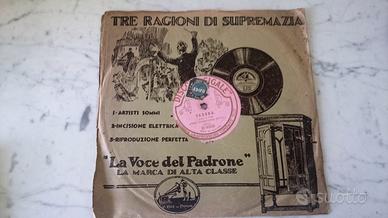 TRE RAGIONI DI SUPREMAZIA
1-ARTISTI SOMMI
2-INCISIONE ELETTRICA
3-RIPRODUZIONE PERFETTA
"La Voce del Padrone"
LA MARCA DI ALTA CLASSE
subito